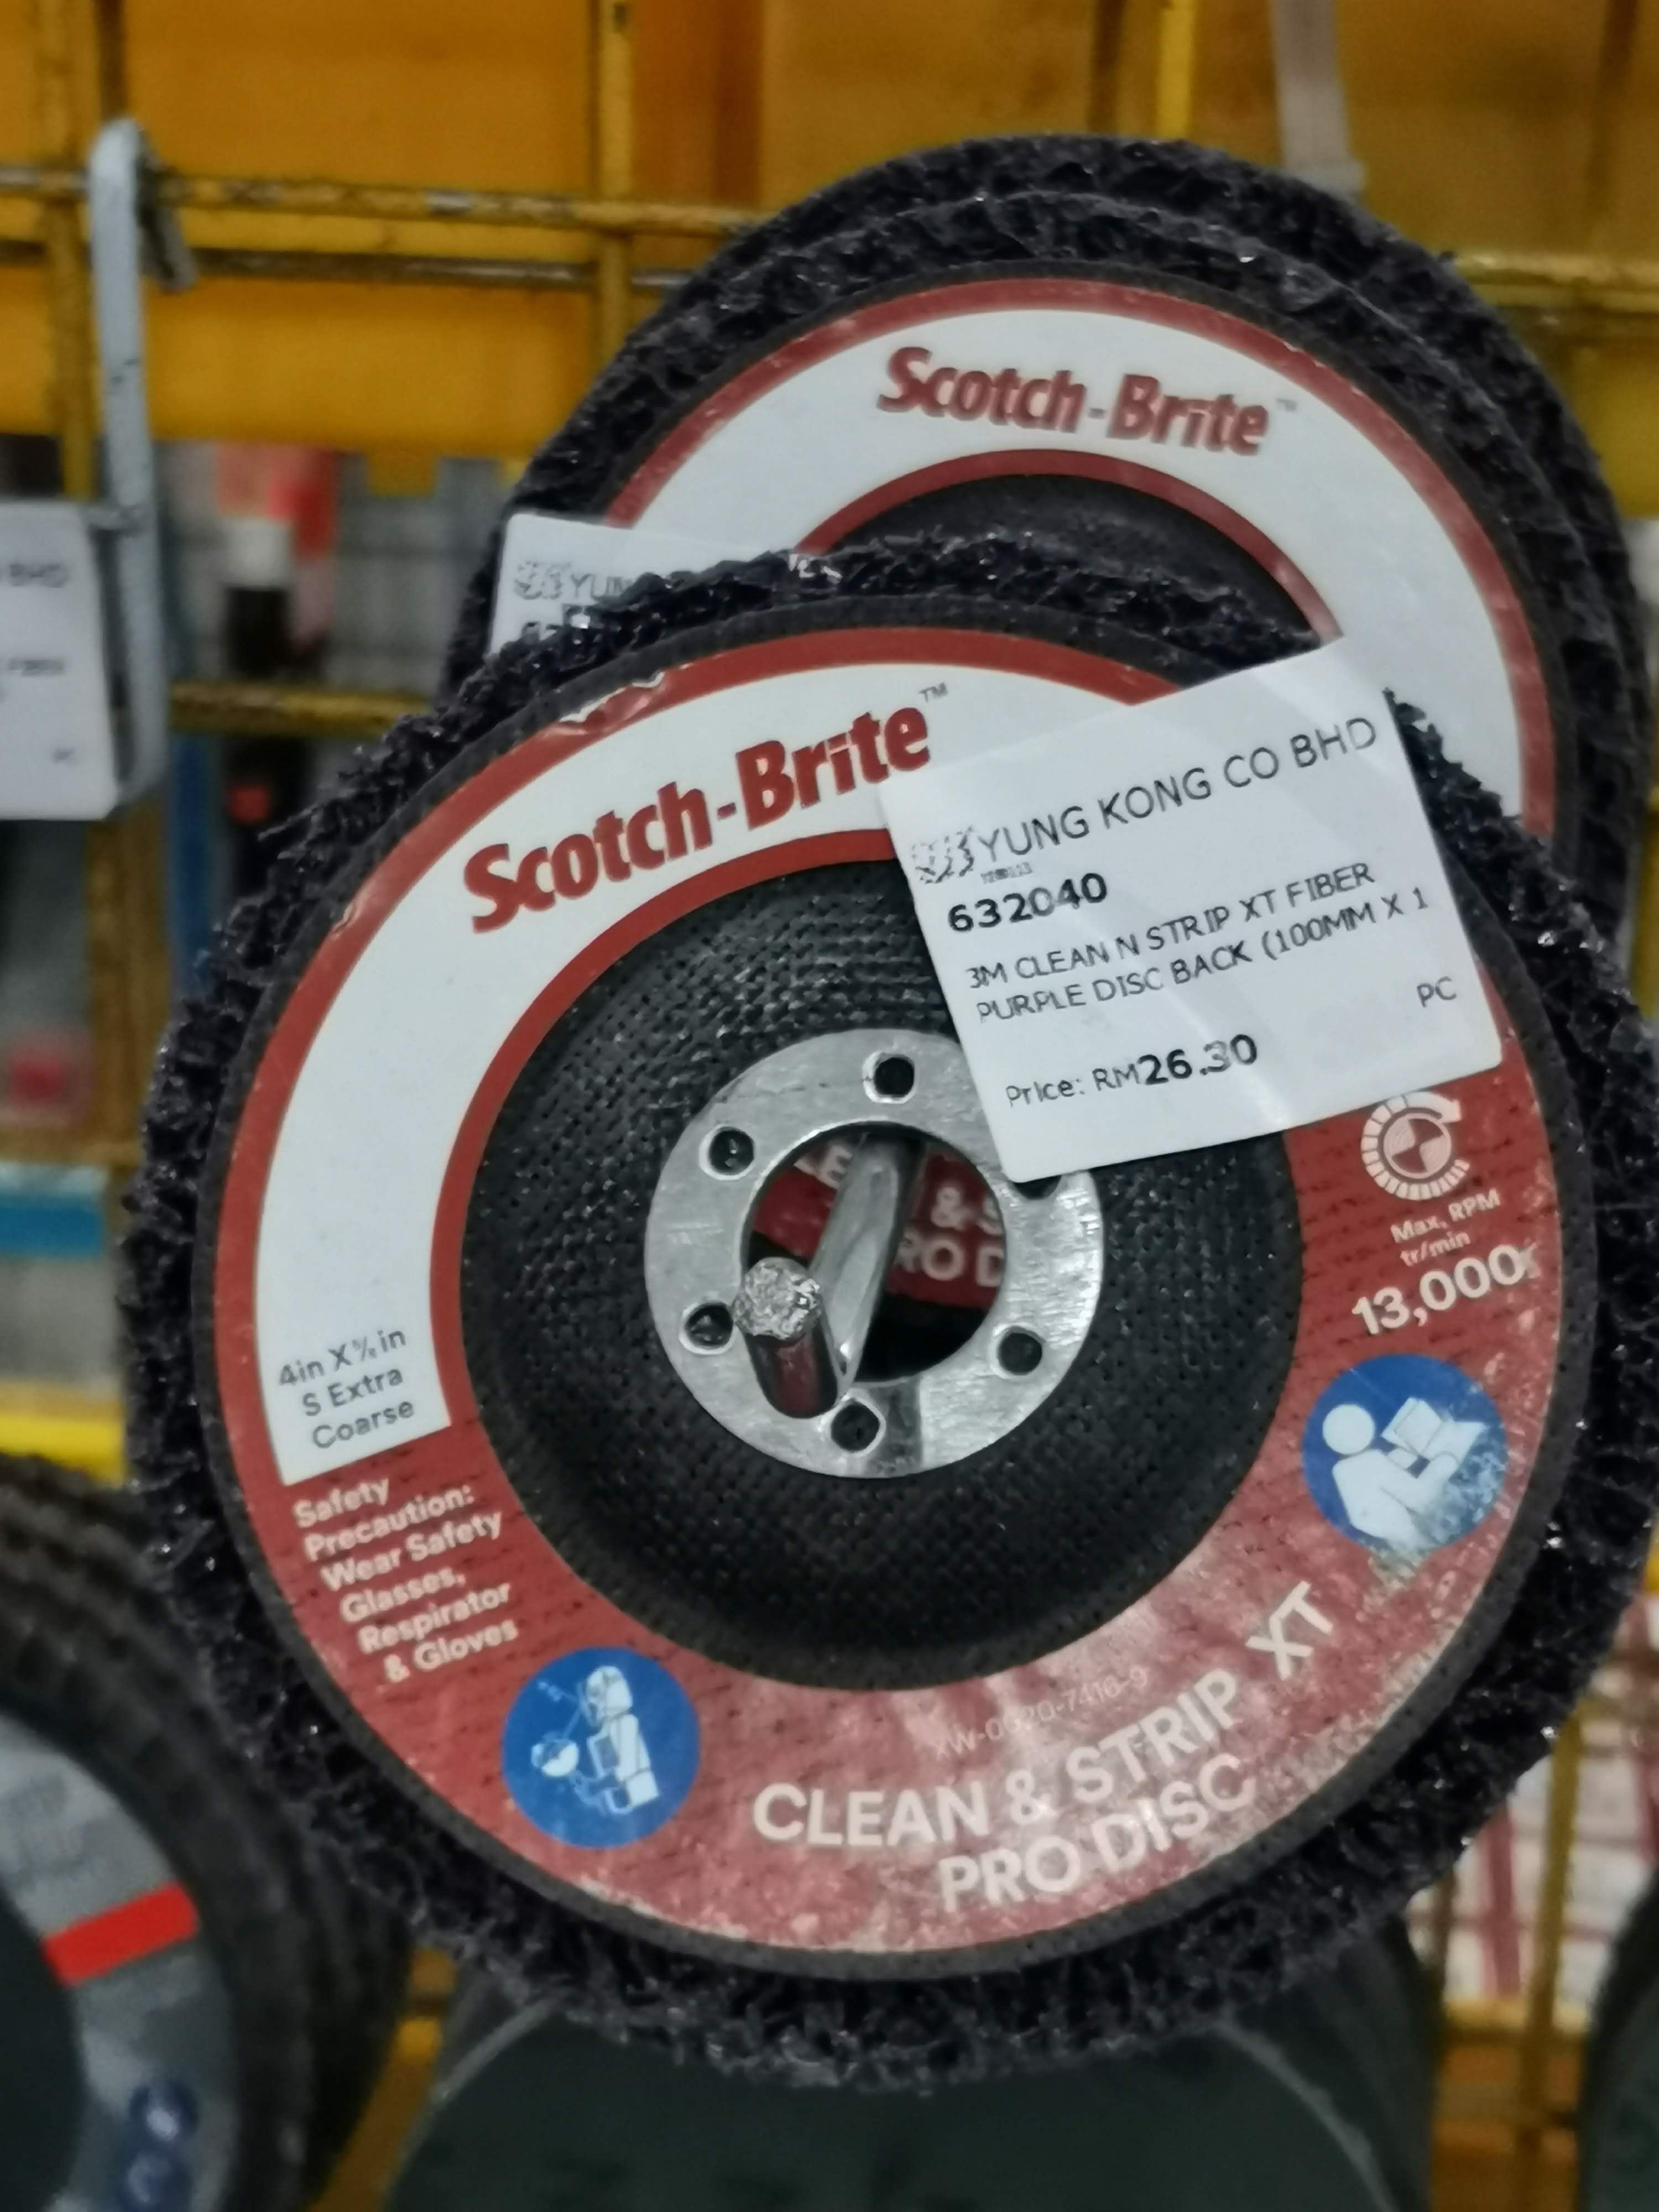 Scotch-Brite™
YUNG
Scotch-Brite™
YUNG KONG CO BHD
632040
3M CLEAN N STRIP XT FIBER
PURPLE DISC BACK (100MM X 1
PC
Price: RM26.30
Max. RPM
tr/min
13,000
4in X 5/8 in
S Extra
Coarse
Safety
Precaution:
Wear Safety
Glasses,
Respirator
& Gloves
CLEAN & STRIP XT
PRO DISC
BHD